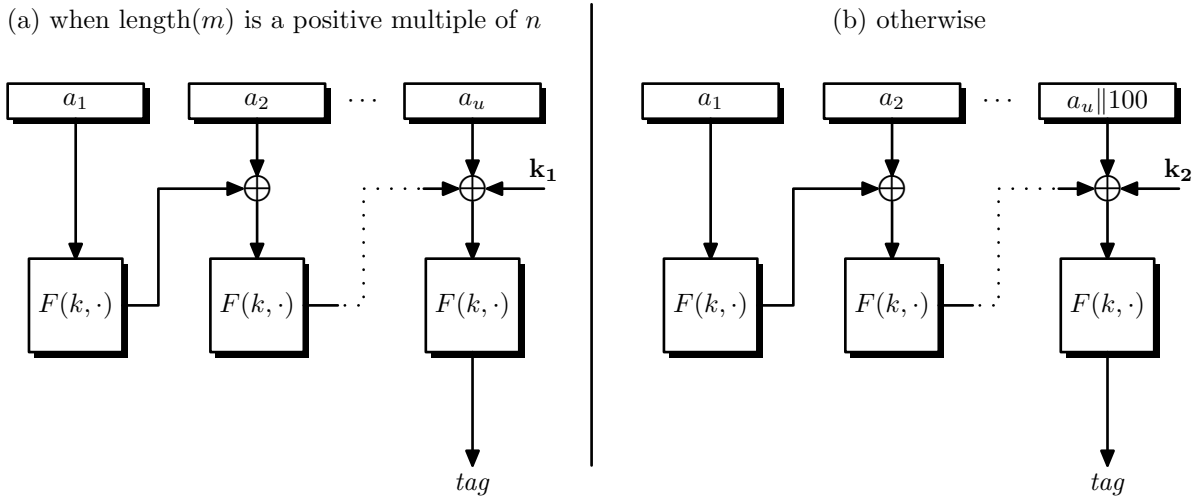 (a) when length(m) is a positive multiple of n
(b) otherwise
a₁ a₂ ··· aᵤ
a₁ a₂ ··· aᵤ∥100
k₁
k₂
F(k, ·) F(k, ·) F(k, ·)
F(k, ·) F(k, ·) F(k, ·)
tag
tag